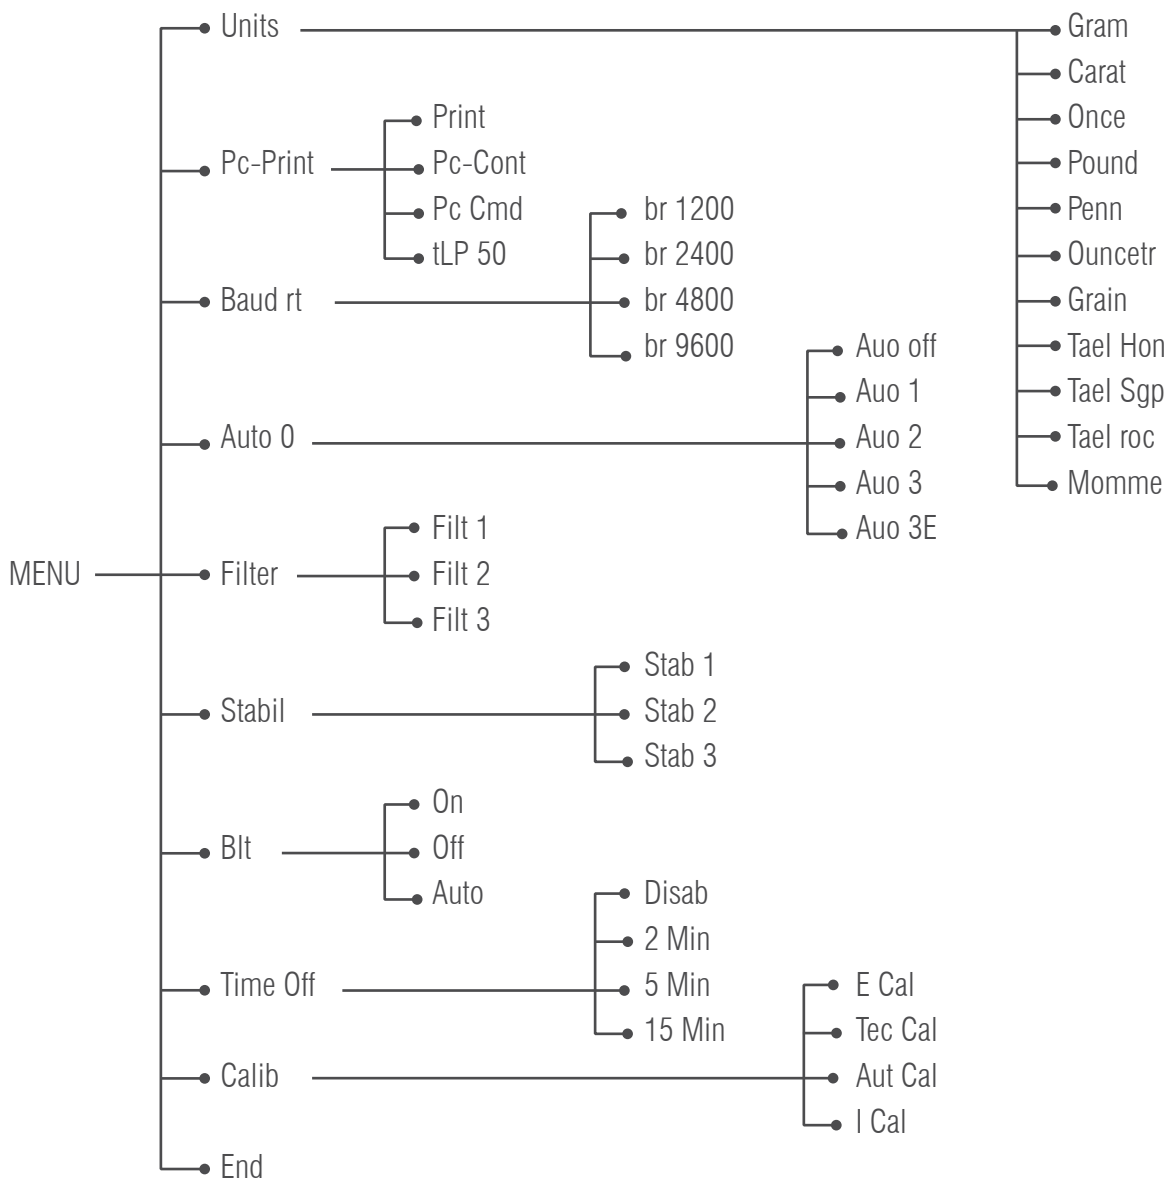 MENU
Units
Gram
Carat
Once
Pound
Penn
Ouncetr
Grain
Tael Hon
Tael Sgp
Tael roc
Momme
Pc-Print
Print
Pc-Cont
Pc Cmd
tLP 50
Baud rt
br 1200
br 2400
br 4800
br 9600
Auto 0
Auo off
Auo 1
Auo 2
Auo 3
Auo 3E
Filter
Filt 1
Filt 2
Filt 3
Stabil
Stab 1
Stab 2
Stab 3
Blt
On
Off
Auto
Time Off
Disab
2 Min
5 Min
15 Min
Calib
E Cal
Tec Cal
Aut Cal
I Cal
End